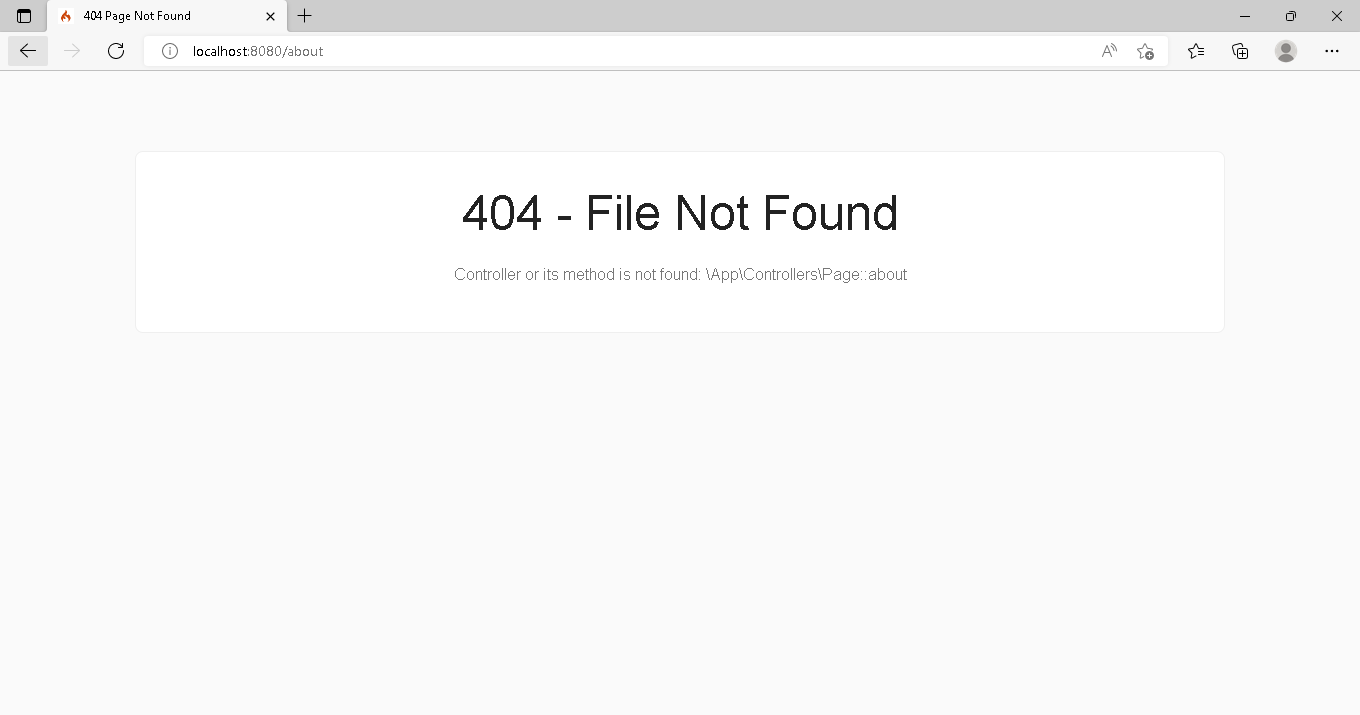 404 Page Not Found
localhost:8080/about
404 - File Not Found
Controller or its method is not found: \App\Controllers\Page::about